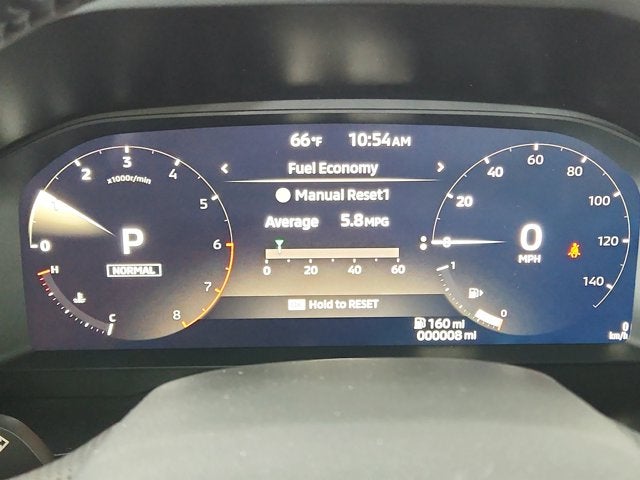 66°F 10:54AM
< Fuel Economy >
Manual Reset1
Average 5.8MPG
0 20 40 60
Hold to RESET
160 mi
000008 mi
0 1 2 3 4 5 6 7 8
x1000r/min
P
NORMAL
H
C
0 20 40 60 80 100 120 140
0
MPH
1
0
0
km/h